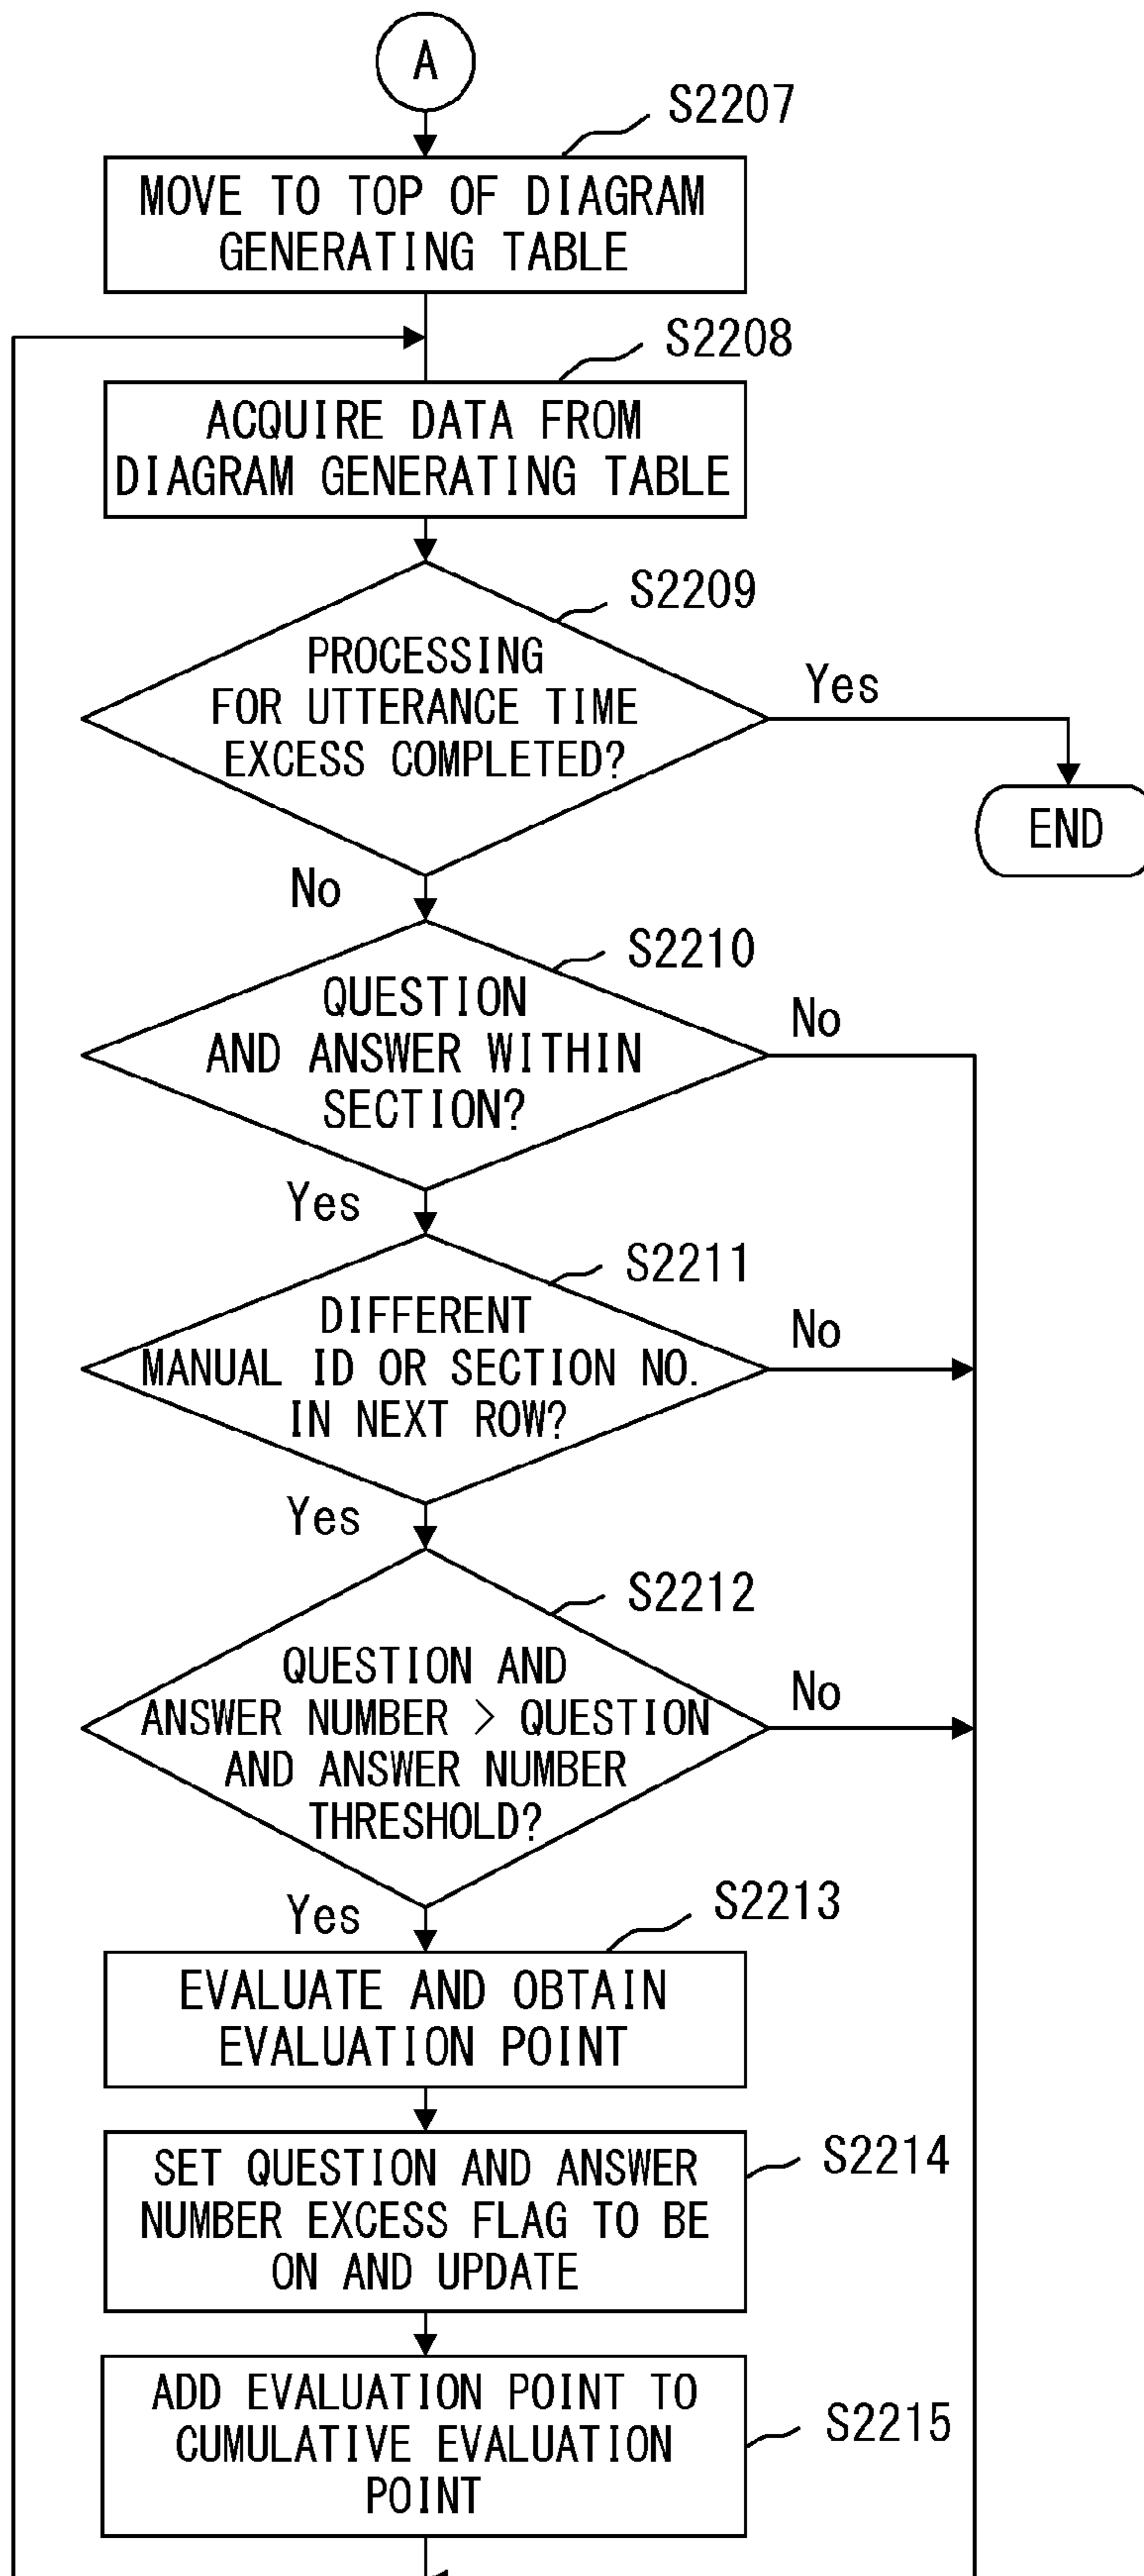 A
S2207
MOVE TO TOP OF DIAGRAM
GENERATING TABLE
S2208
ACQUIRE DATA FROM
DIAGRAM GENERATING TABLE
S2209
PROCESSING
FOR UTTERANCE TIME
EXCESS COMPLETED?
Yes
END
No
S2210
QUESTION
AND ANSWER WITHIN
SECTION?
No
Yes
S2211
DIFFERENT
MANUAL ID OR SECTION NO.
IN NEXT ROW?
No
Yes
S2212
QUESTION AND
ANSWER NUMBER > QUESTION
AND ANSWER NUMBER
THRESHOLD?
No
Yes
S2213
EVALUATE AND OBTAIN
EVALUATION POINT
S2214
SET QUESTION AND ANSWER
NUMBER EXCESS FLAG TO BE
ON AND UPDATE
S2215
ADD EVALUATION POINT TO
CUMULATIVE EVALUATION
POINT